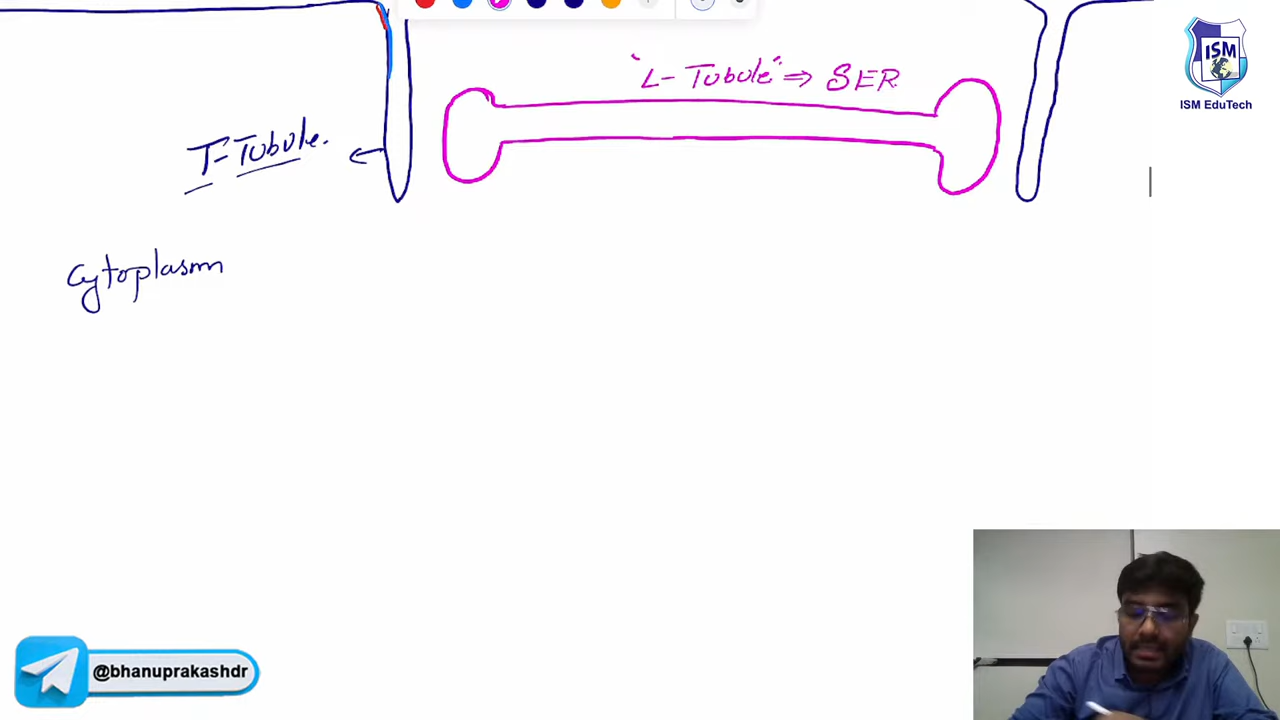 "L-Tubule" ⇒ SER
ISM
ISM EduTech
T-Tubule.
Cytoplasm
@bhanuprakashdr